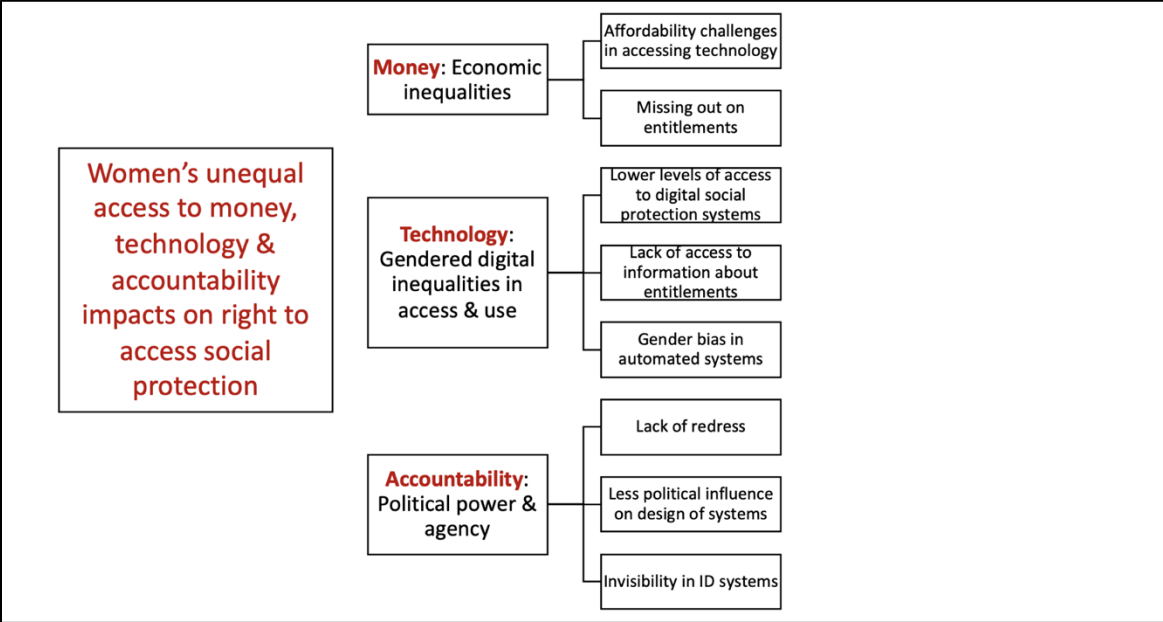 Women’s unequal
access to money,
technology &
accountability
impacts on right to
access social
protection
Money: Economic
inequalities
Affordability challenges
in accessing technology
Missing out on
entitlements
Technology:
Gendered digital
inequalities in
access & use
Lower levels of access
to digital social
protection systems
Lack of access to
information about
entitlements
Gender bias in
automated systems
Accountability:
Political power &
agency
Lack of redress
Less political influence
on design of systems
Invisibility in ID systems